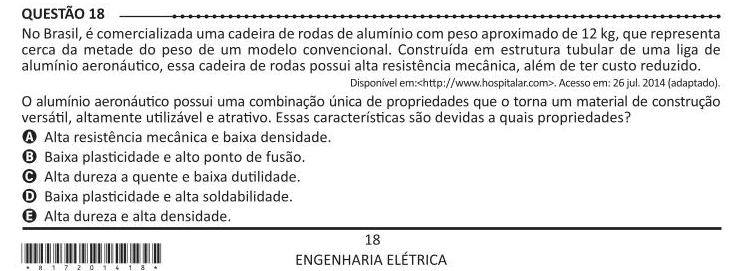 QUESTÃO 18
No Brasil, é comercializada uma cadeira de rodas de alumínio com peso aproximado de 12 kg, que representa
cerca da metade do peso de um modelo convencional. Construída em estrutura tubular de uma liga de
alumínio aeronáutico, essa cadeira de rodas possui alta resistência mecânica, além de ter custo reduzido.
Disponível em:<http://www.hospitalar.com>. Acesso em: 26 jul. 2014 (adaptado).
O alumínio aeronáutico possui uma combinação única de propriedades que o torna um material de construção
versátil, altamente utilizável e atrativo. Essas características são devidas a quais propriedades?
A Alta resistência mecânica e baixa densidade.
B Baixa plasticidade e alto ponto de fusão.
C Alta dureza a quente e baixa dutilidade.
D Baixa plasticidade e alta soldabilidade.
E Alta dureza e alta densidade.
18
ENGENHARIA ELÉTRICA
* R 1 7 2 0 1 4 1 8 *